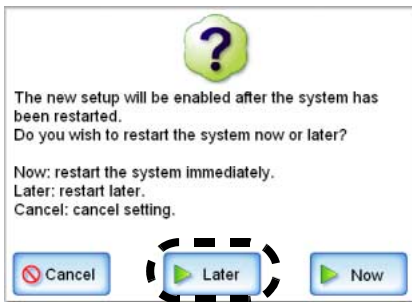 The new setup will be enabled after the system has
been restarted.
Do you wish to restart the system now or later?
Now: restart the system immediately.
Later: restart later.
Cancel: cancel setting.
Cancel Later Now